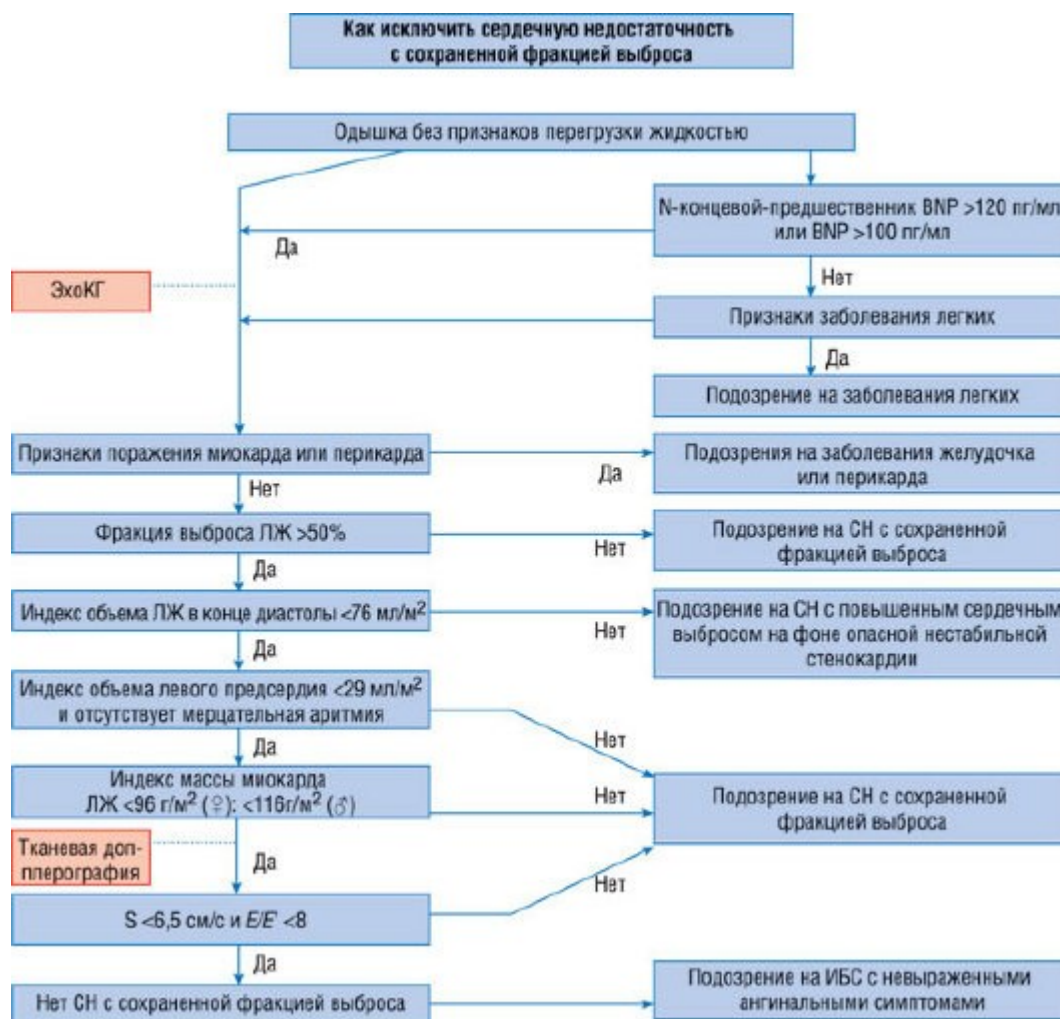 Как исключить сердечную недостаточность
с сохраненной фракцией выброса
Одышка без признаков перегрузки жидкостью
N-концевой-предшественник BNP >120 пг/мл
или BNP >100 пг/мл
Да
Нет
ЭхоКГ
Признаки заболевания легких
Да
Подозрение на заболевания легких
Признаки поражения миокарда или перикарда
Да
Подозрения на заболевания желудочка
или перикарда
Нет
Фракция выброса ЛЖ >50%
Нет
Подозрение на СН с сохраненной
фракцией выброса
Да
Индекс объема ЛЖ в конце диастолы <76 мл/м²
Нет
Подозрение на СН с повышенным сердечным
выбросом на фоне опасной нестабильной
стенокардии
Да
Индекс объема левого предсердия <29 мл/м²
и отсутствует мерцательная аритмия
Нет
Да
Индекс массы миокарда
ЛЖ <96 г/м² (♀): <116г/м² (♂)
Нет
Подозрение на СН с сохраненной
фракцией выброса
Тканевая доп-
плерография
Да
Нет
S <6,5 см/с и E/E' <8
Да
Нет СН с сохраненной фракцией выброса
Подозрение на ИБС с невыраженными
ангинальными симптомами